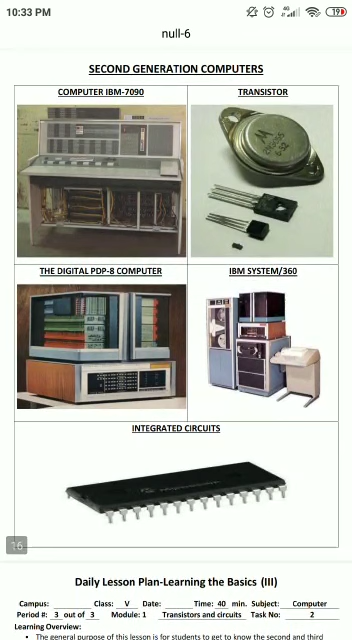 10:33 PM
4G
19
null-6
SECOND GENERATION COMPUTERS
COMPUTER IBM-7090
TRANSISTOR
THE DIGITAL PDP-8 COMPUTER
IBM SYSTEM/360
INTEGRATED CIRCUITS
16
Daily Lesson Plan-Learning the Basics (III)
Campus: Class: V Date: Time: 40 min. Subject: Computer
Period #: 3 out of 3 Module: 1 Transistors and circuits Task No: 2
Learning Overview:
• The general purpose of this lesson is for students to get to know the second and third